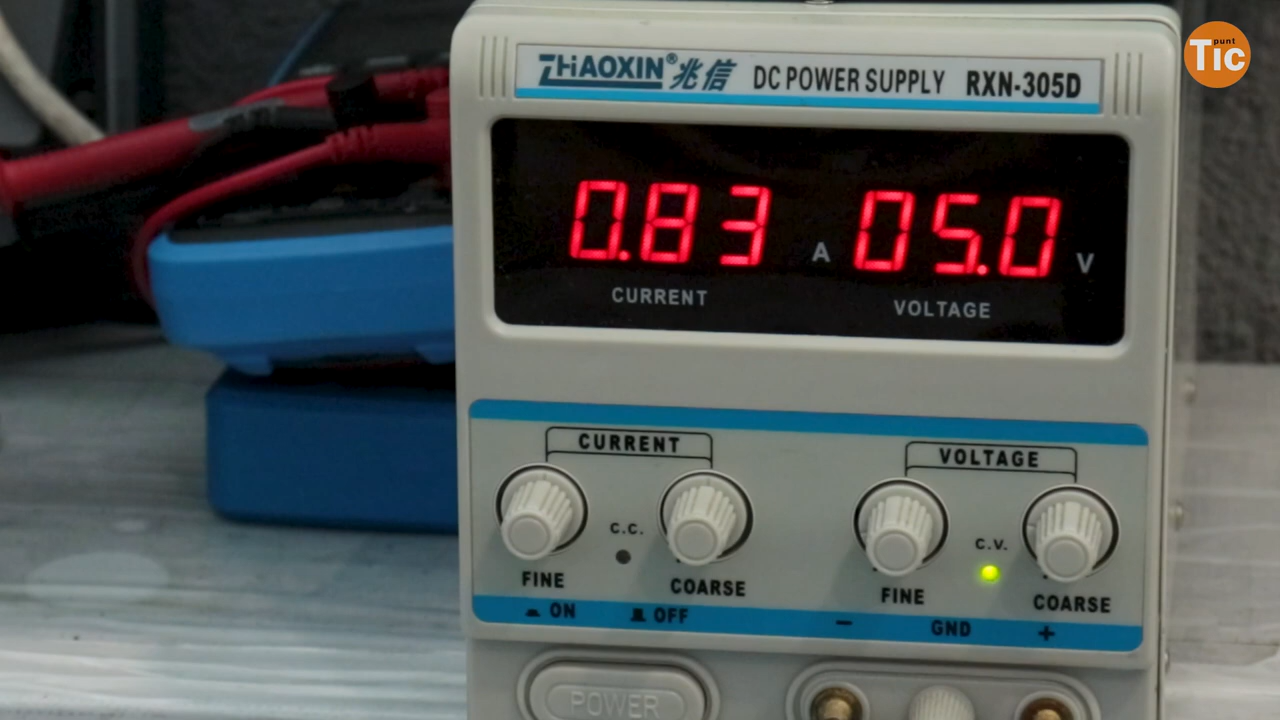 punt
Tic
ZHAOXIN® 兆信 DC POWER SUPPLY RXN-305D
0.83 A 05.0 V
CURRENT VOLTAGE
CURRENT VOLTAGE
C.C. C.V.
FINE COARSE FINE COARSE
ON OFF - GND +
POWER